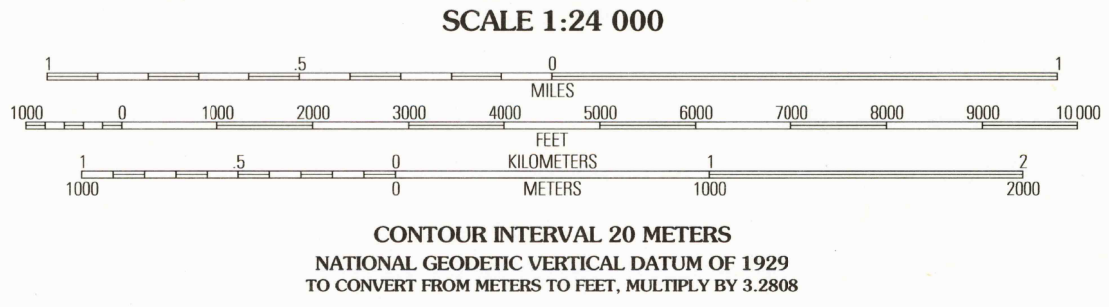 SCALE 1:24 000
1 .5 0 1
MILES
1000 0 1000 2000 3000 4000 5000 6000 7000 8000 9000 10 000
FEET
1 .5 0 KILOMETERS 1 2
1000 0 METERS 1000 2000
CONTOUR INTERVAL 20 METERS
NATIONAL GEODETIC VERTICAL DATUM OF 1929
TO CONVERT FROM METERS TO FEET, MULTIPLY BY 3.2808